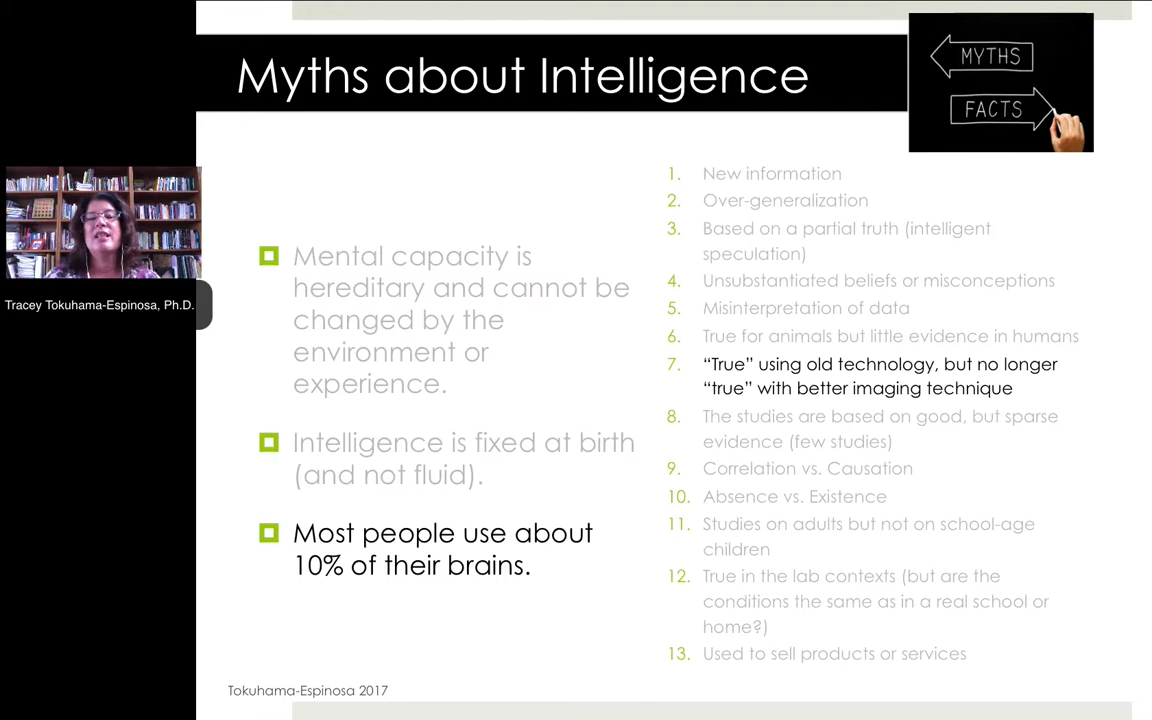 Myths about Intelligence
MYTHS
FACTS
Tracey Tokuhama-Espinosa, Ph.D.
Mental capacity is
hereditary and cannot be
changed by the
environment or
experience.
Intelligence is fixed at birth
(and not fluid).
Most people use about
10% of their brains.
1. New information
2. Over-generalization
3. Based on a partial truth (intelligent
speculation)
4. Unsubstantiated beliefs or misconceptions
5. Misinterpretation of data
6. True for animals but little evidence in humans
7. “True” using old technology, but no longer
“true” with better imaging technique
8. The studies are based on good, but sparse
evidence (few studies)
9. Correlation vs. Causation
10. Absence vs. Existence
11. Studies on adults but not on school-age
children
12. True in the lab contexts (but are the
conditions the same as in a real school or
home?)
13. Used to sell products or services
Tokuhama-Espinosa 2017